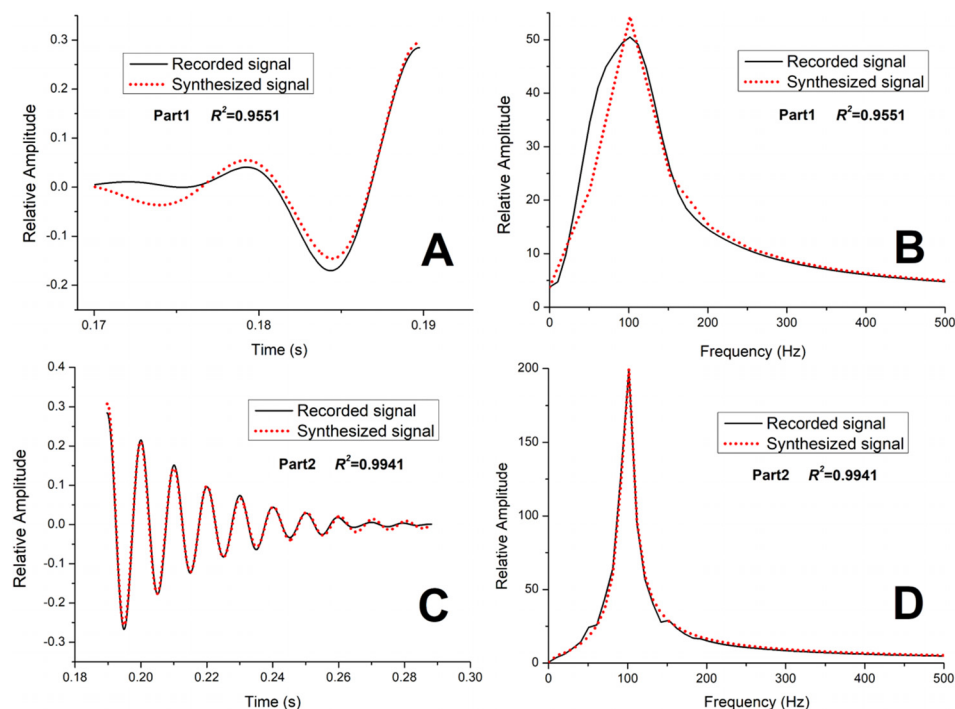 0.3
0.2
0.1
0.0
-0.1
-0.2
0.17
0.18
0.19
Relative Amplitude
Time (s)
Recorded signal
Synthesized signal
Part1 R²=0.9551
A
50
40
30
20
10
0
0
100
200
300
400
500
Relative Amplitude
Frequency (Hz)
Recorded signal
Synthesized signal
Part1 R²=0.9551
B
0.4
0.3
0.2
0.1
0.0
-0.1
-0.2
-0.3
0.18
0.20
0.22
0.24
0.26
0.28
0.30
Relative Amplitude
Time (s)
Recorded signal
Synthesized signal
Part2 R²=0.9941
C
200
150
100
50
0
0
100
200
300
400
500
Relative Amplitude
Frequency (Hz)
Recorded signal
Synthesized signal
Part2 R²=0.9941
D